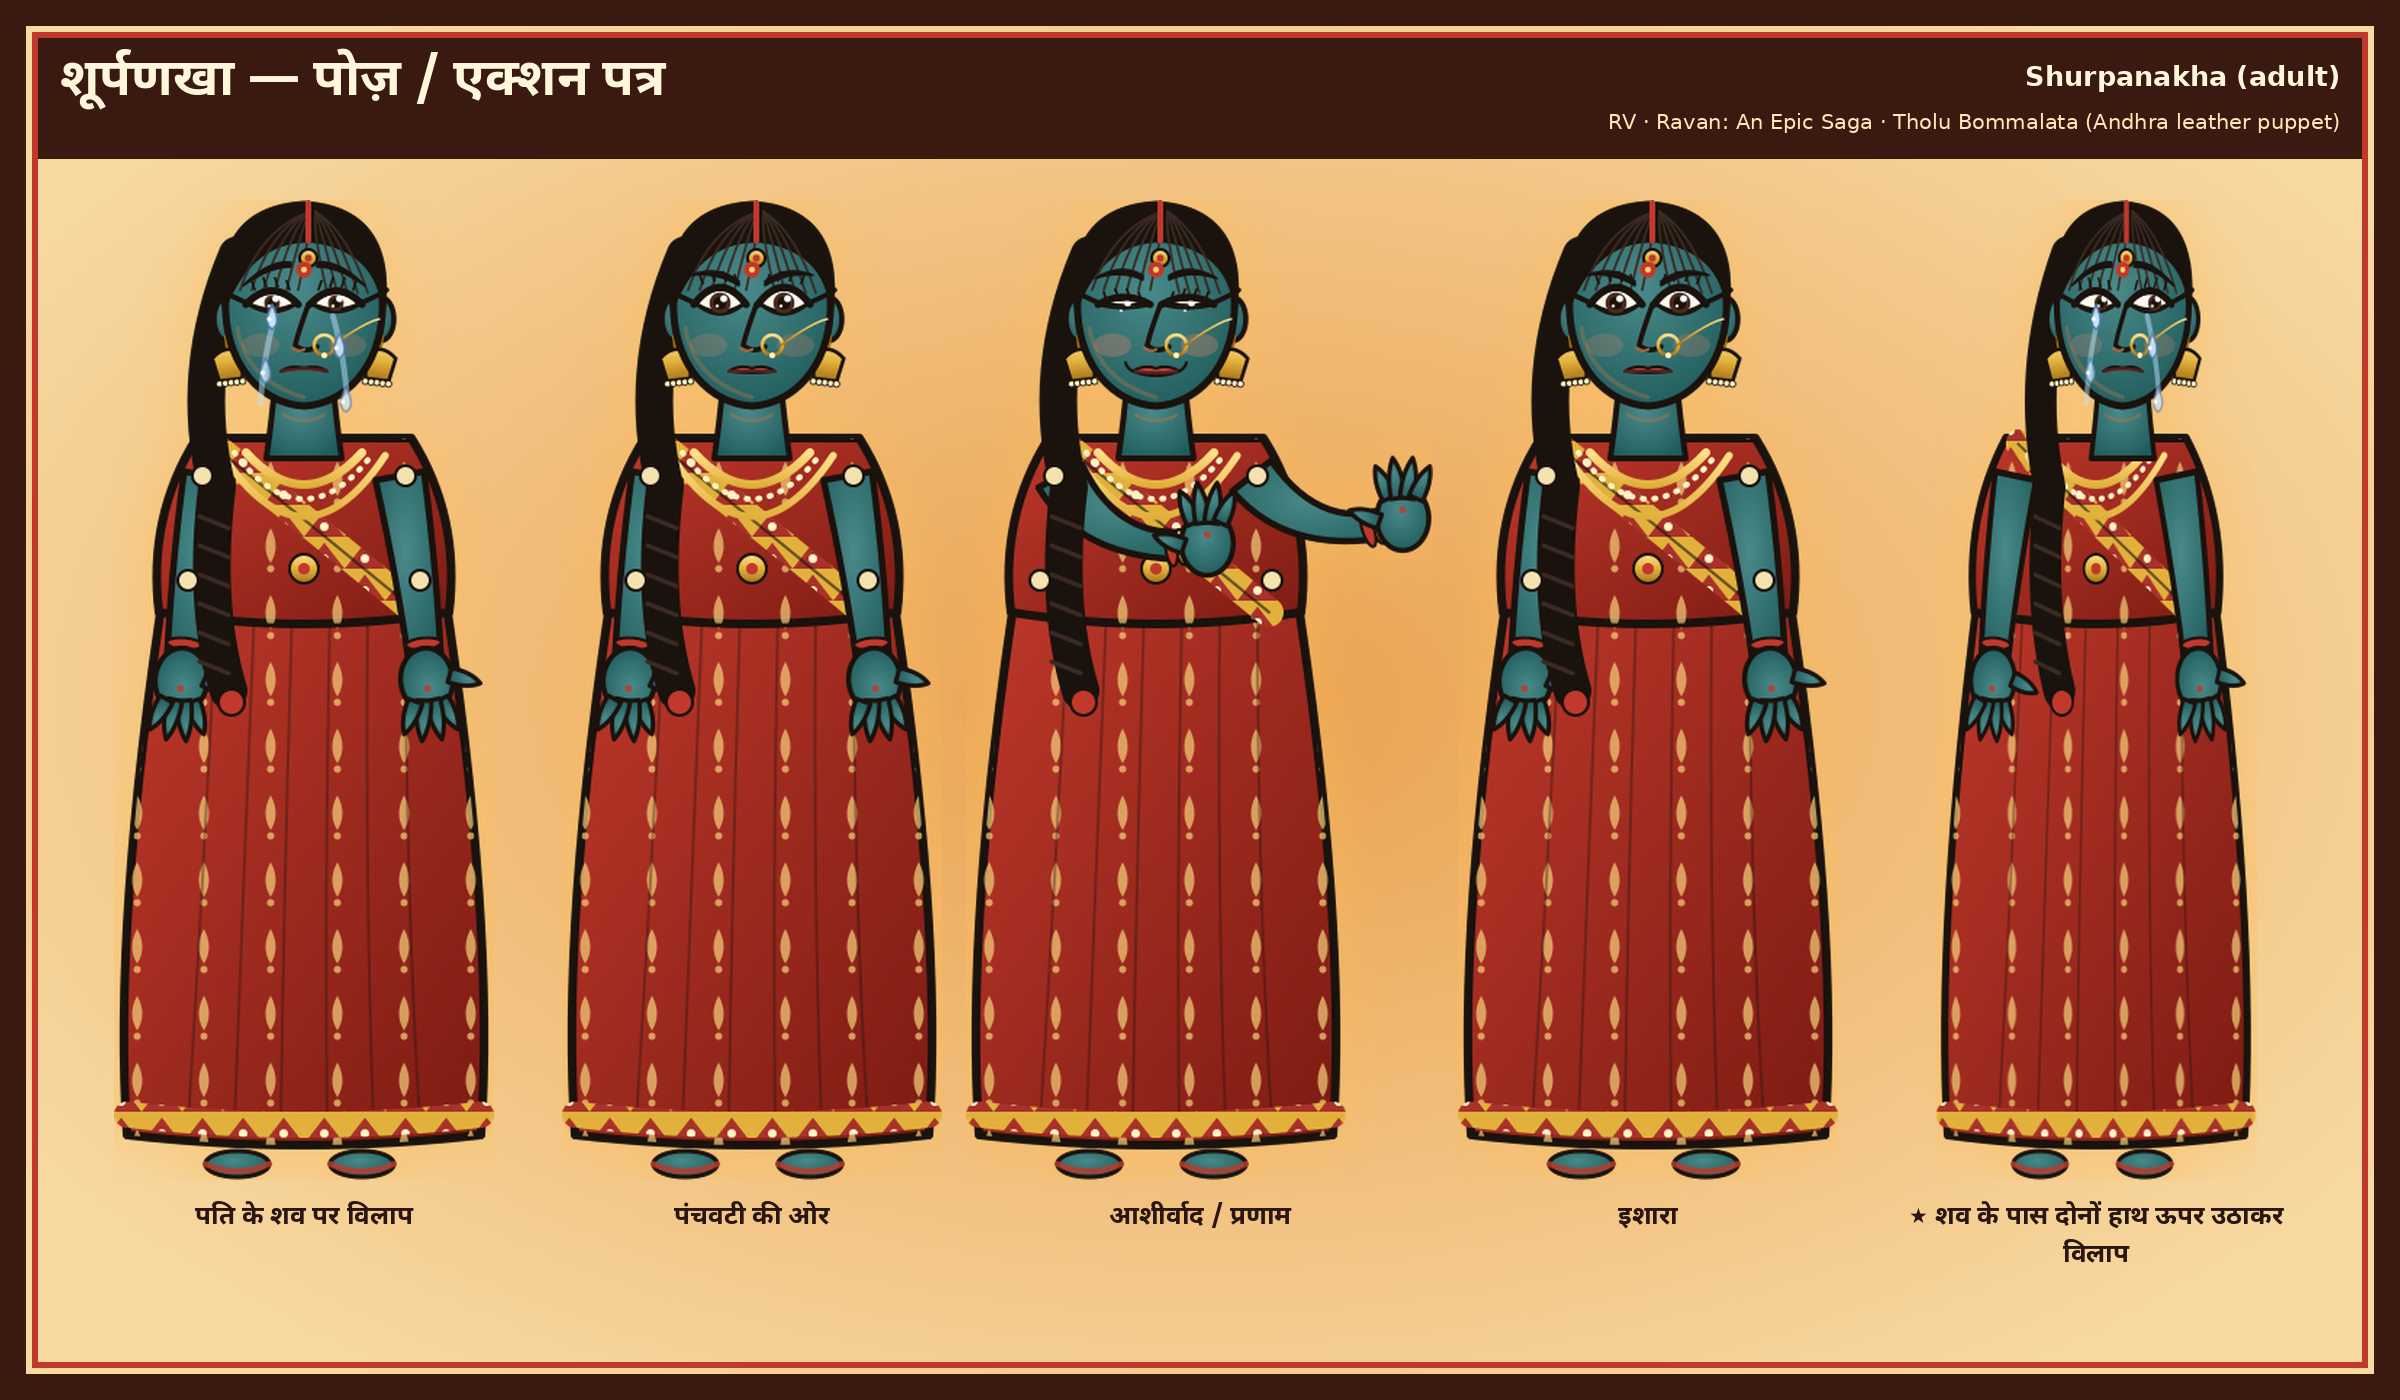 शूर्पणखा — पोज़ / एक्शन पत्र
Shurpanakha (adult)
RV · Ravan: An Epic Saga · Tholu Bommalata (Andhra leather puppet)
पति के शव पर विलाप
पंचवटी की ओर
आशीर्वाद / प्रणाम
इशारा
★ शव के पास दोनों हाथ ऊपर उठाकर
विलाप